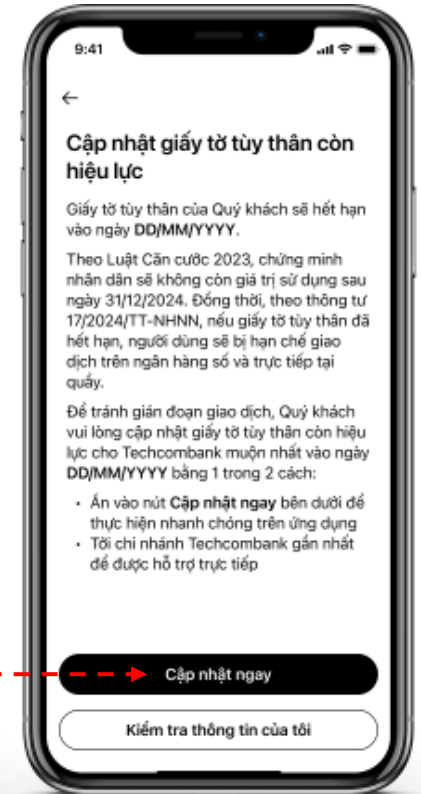 9:41
Cập nhật giấy tờ tùy thân còn
hiệu lực
Giấy tờ tùy thân của Quý khách sẽ hết hạn
vào ngày DD/MM/YYYY.
Theo Luật Căn cước 2023, chứng minh
nhân dân sẽ không còn giá trị sử dụng sau
ngày 31/12/2024. Đồng thời, theo thông tư
17/2024/TT-NHNN, nếu giấy tờ tùy thân đã
hết hạn, người dùng sẽ bị hạn chế giao
dịch trên ngân hàng số và trực tiếp tại
quầy.
Để tránh gián đoạn giao dịch, Quý khách
vui lòng cập nhật giấy tờ tùy thân còn hiệu
lực cho Techcombank muộn nhất vào ngày
DD/MM/YYYY bằng 1 trong 2 cách:
• Ấn vào nút Cập nhật ngay bên dưới để
thực hiện nhanh chóng trên ứng dụng
• Tới chi nhánh Techcombank gần nhất
để được hỗ trợ trực tiếp
Cập nhật ngay
Kiểm tra thông tin của tôi